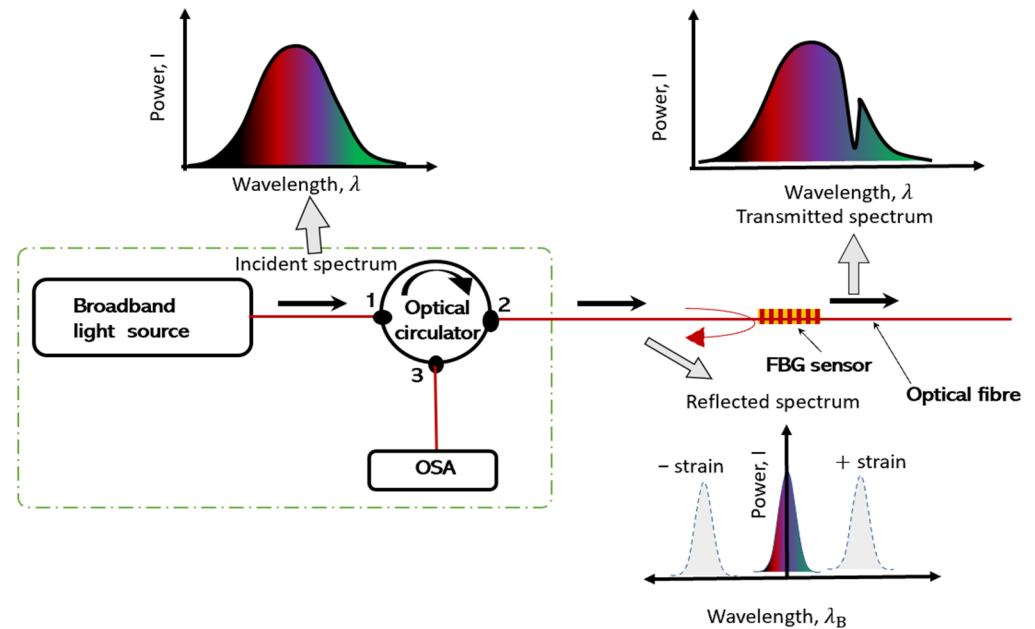 Power, I
Wavelength, λ
Incident spectrum
Power, I
Wavelength, λ
Transmitted spectrum
Broadband
light source
1
Optical
circulator
2
3
OSA
FBG sensor
Optical fibre
Reflected spectrum
− strain
Power, I
+ strain
Wavelength, λB